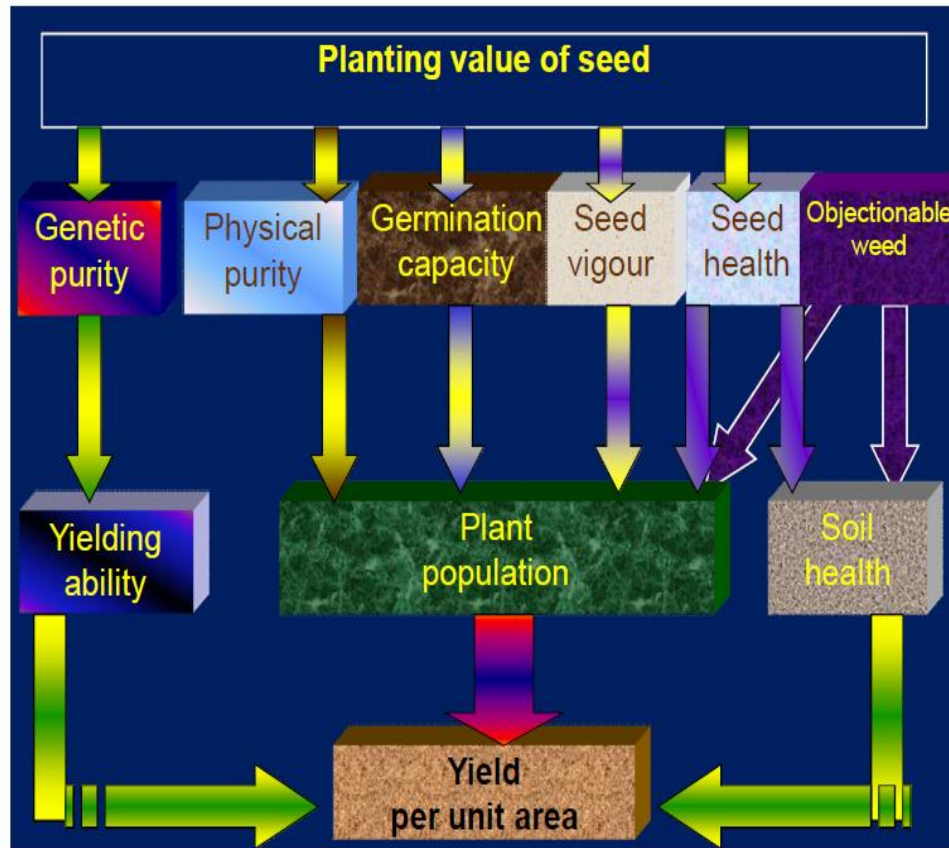 Planting value of seed
Genetic
purity
Physical
purity
Germination
capacity
Seed
vigour
Seed
health
Objectionable
weed
Yielding
ability
Plant
population
Soil
health
Yield
per unit area